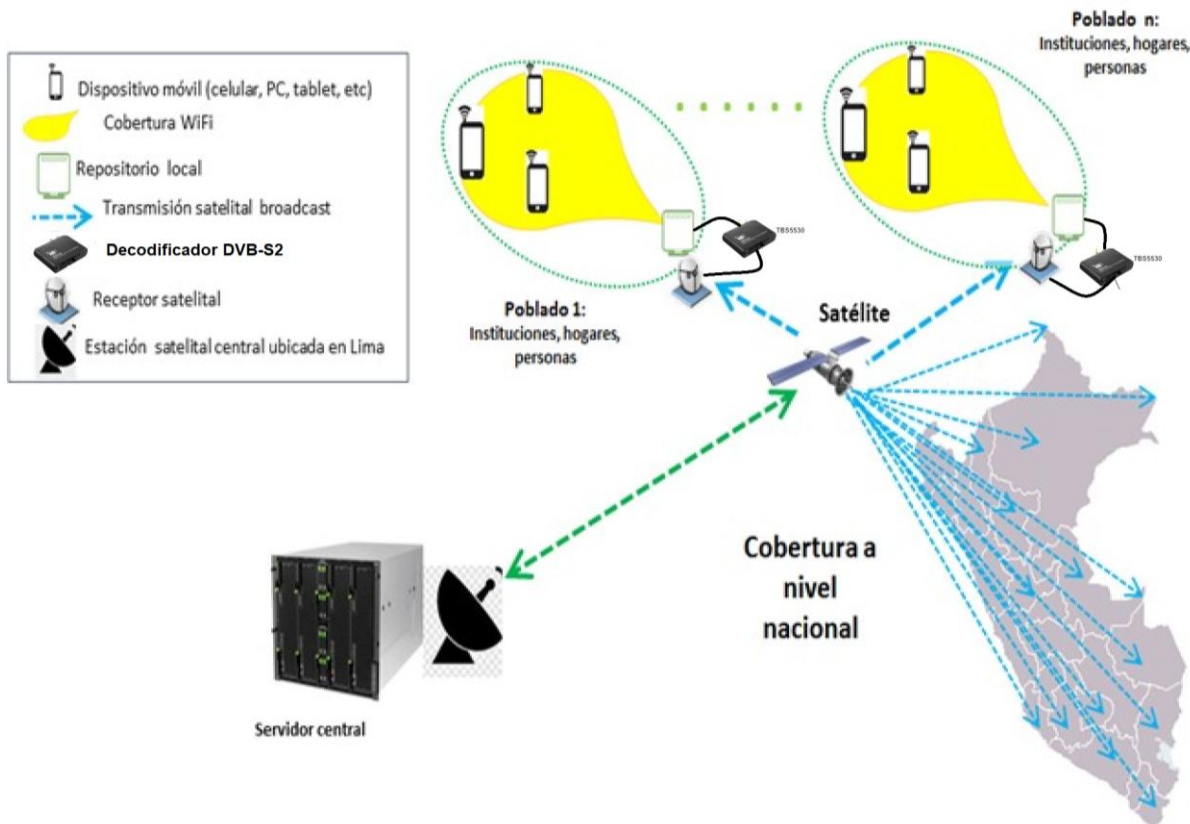 Dispositivo móvil (celular, PC, tablet, etc)
Cobertura WiFi
Repositorio local
Transmisión satelital broadcast
Decodificador DVB-S2
Receptor satelital
Estación satelital central ubicada en Lima
Poblado n:
Instituciones, hogares,
personas
TBS5530
TBS5530
Poblado 1:
Instituciones, hogares,
personas
Satélite
Cobertura a
nivel
nacional
Servidor central